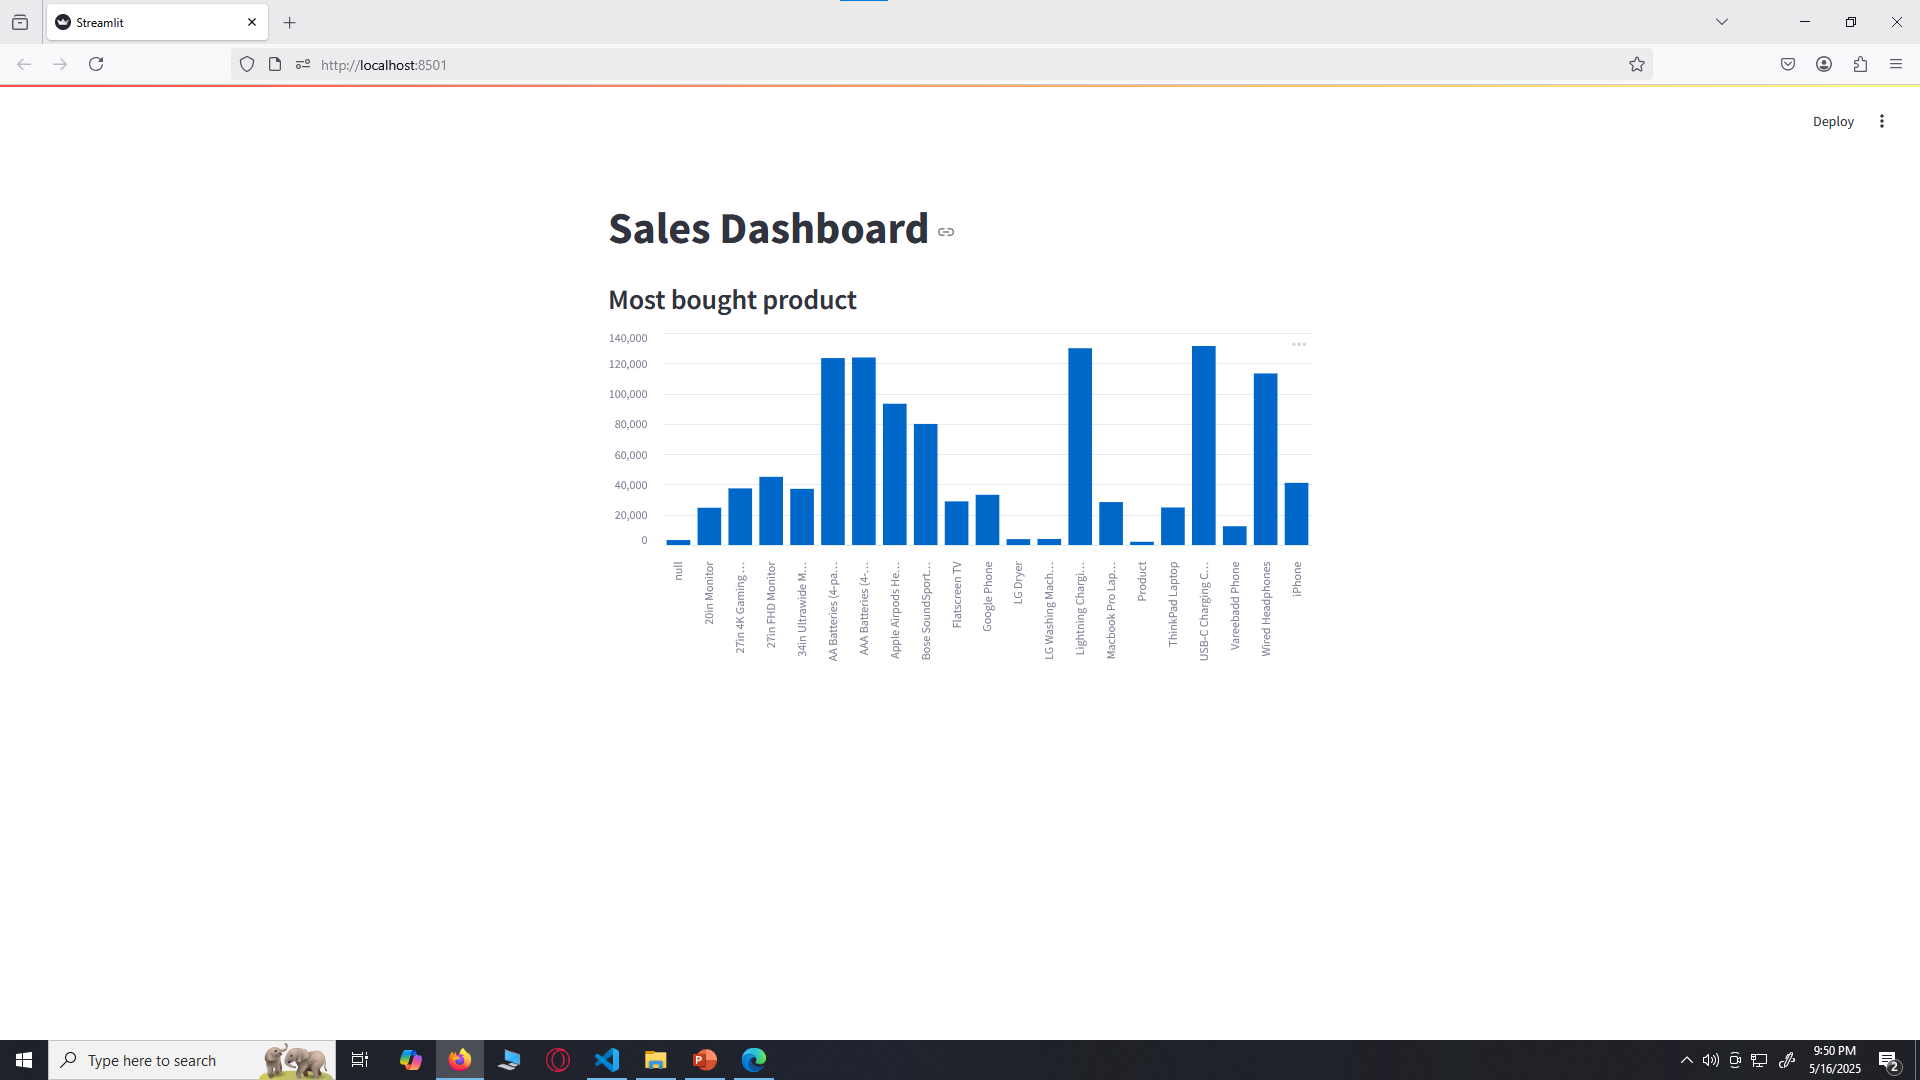 Streamlit
http://localhost:8501
Deploy
Sales Dashboard
Most bought product
140,000
120,000
100,000
80,000
60,000
40,000
20,000
0
null
20in Monitor
27in 4K Gaming …
27in FHD Monitor
34in Ultrawide M…
AA Batteries (4-pa…
AAA Batteries (4-…
Apple Airpods He…
Bose SoundSport…
Flatscreen TV
Google Phone
LG Dryer
LG Washing Mach…
Lightning Chargi…
Macbook Pro Lap…
Product
ThinkPad Laptop
USB-C Charging C…
Vareebadd Phone
Wired Headphones
iPhone
Type here to search
9:50 PM
5/16/2025
2